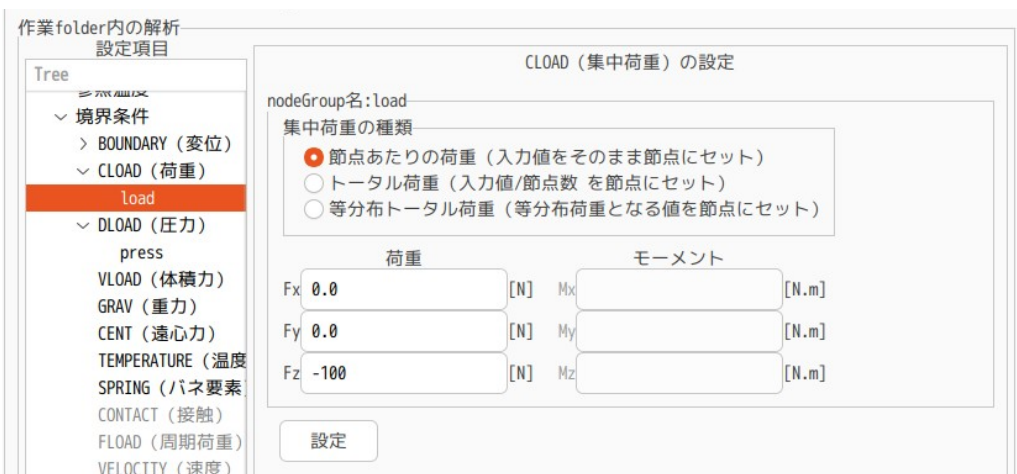 作業folder内の解析
設定項目
Tree
参照温度
境界条件
BOUNDARY (変位)
CLOAD (荷重)
load
DLOAD (圧力)
press
VLOAD (体積力)
GRAV (重力)
CENT (遠心力)
TEMPERATURE (温度
SPRING (バネ要素)
CONTACT (接触)
FLOAD (周期荷重)
VELOCITY (速度)
CLOAD (集中荷重) の設定
nodeGroup名:load
集中荷重の種類
節点あたりの荷重 (入力値をそのまま節点にセット)
トータル荷重 (入力値/節点数 を節点にセット)
等分布トータル荷重 (等分布荷重となる値を節点にセット)
荷重 モーメント
Fx 0.0 [N] Mx [N.m]
Fy 0.0 [N] My [N.m]
Fz -100 [N] Mz [N.m]
設定